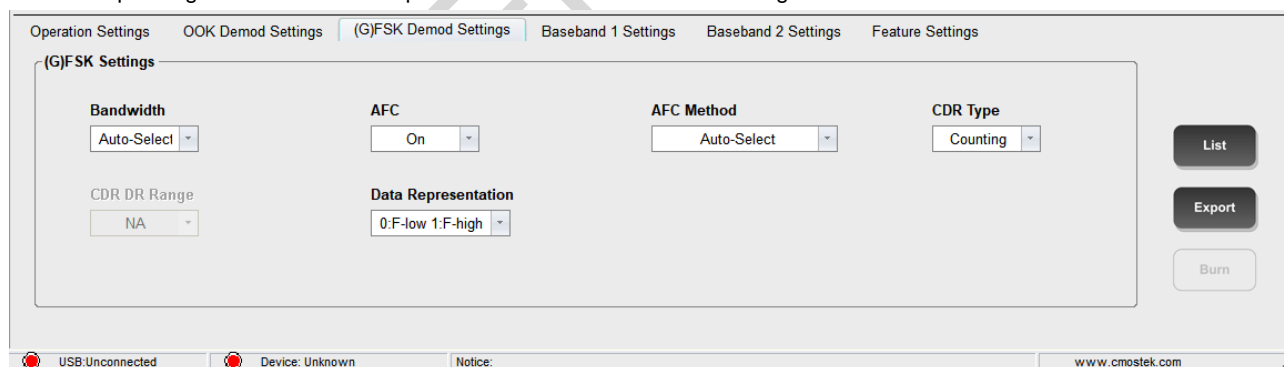 Operation Settings OOK Demod Settings (G)FSK Demod Settings Baseband 1 Settings Baseband 2 Settings Feature Settings
(G)FSK Settings
Bandwidth AFC AFC Method CDR Type
Auto-Select On Auto-Select Counting
List
CDR DR Range Data Representation
NA 0:F-low 1:F-high
Export
Burn
USB:Unconnected Device: Unknown Notice: www.cmostek.com